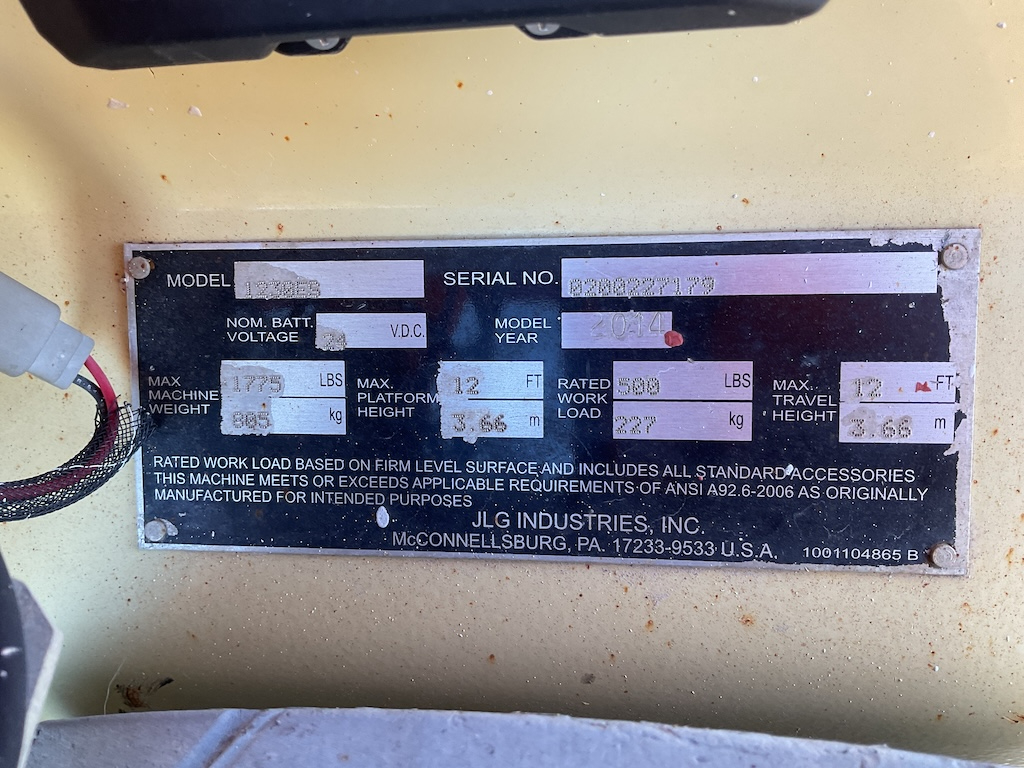 MODEL 1230ES SERIAL NO. 0200227179
NOM. BATT. VOLTAGE 24 V.D.C. MODEL YEAR 2014
MAX MACHINE WEIGHT 1775 LBS 805 kg
MAX. PLATFORM HEIGHT 12 FT 3.66 m
RATED WORK LOAD 500 LBS 227 kg
MAX. TRAVEL HEIGHT 12 FT 3.66 m
RATED WORK LOAD BASED ON FIRM LEVEL SURFACE AND INCLUDES ALL STANDARD ACCESSORIES
THIS MACHINE MEETS OR EXCEEDS APPLICABLE REQUIREMENTS OF ANSI A92.6-2006 AS ORIGINALLY
MANUFACTURED FOR INTENDED PURPOSES
JLG INDUSTRIES, INC.
McCONNELLSBURG, PA. 17233-9533 U.S.A.
1001104865 B